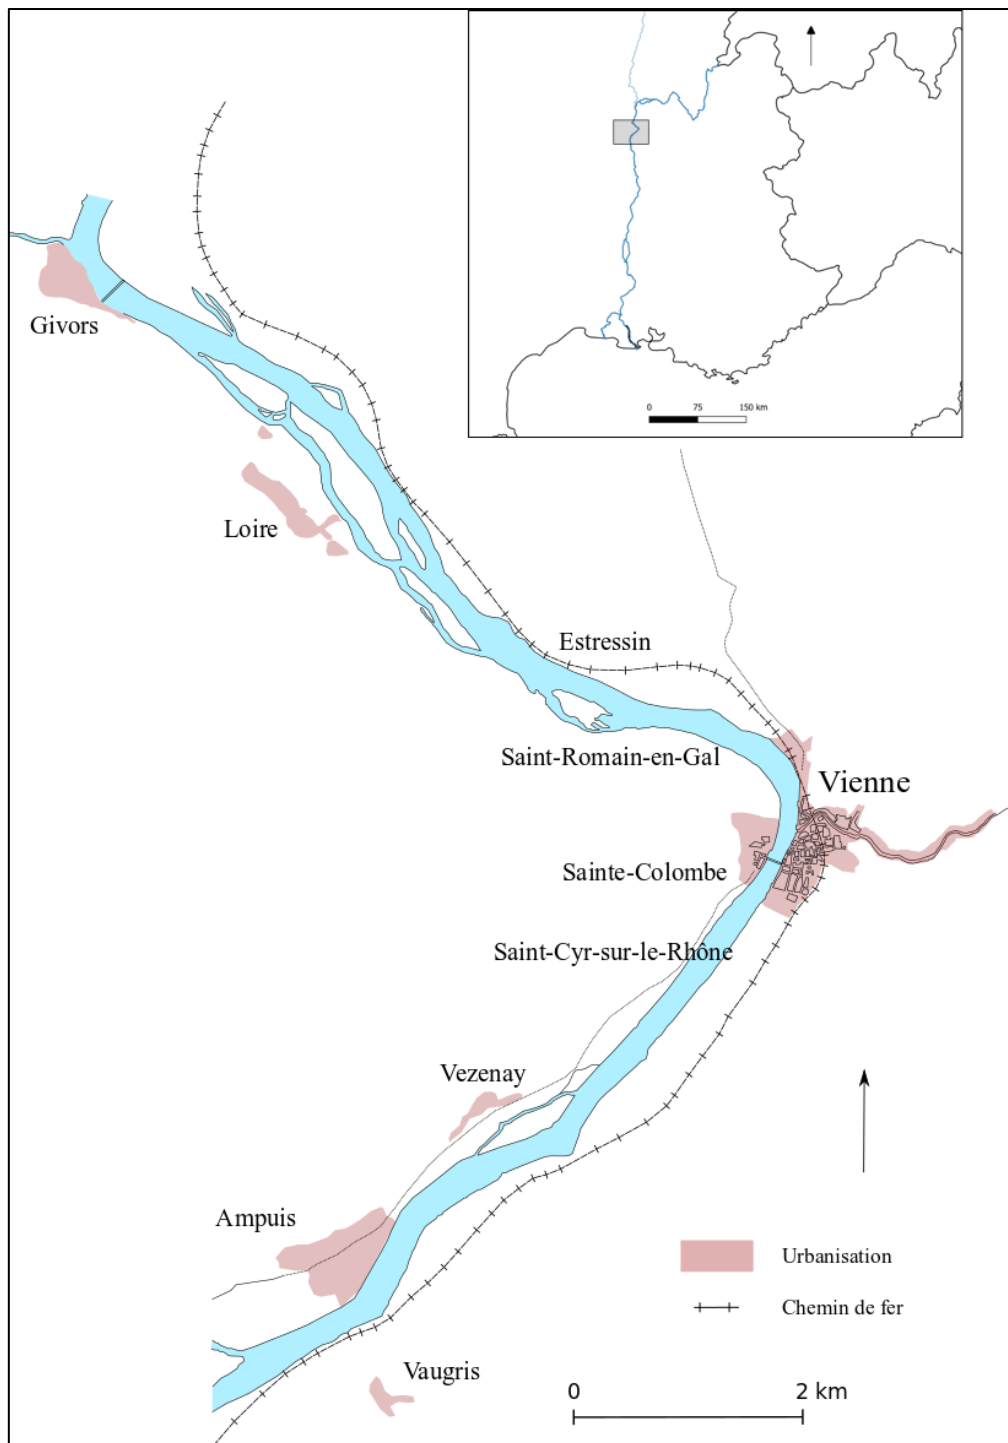 0 75 150 km
Givors
Loire
Estressin
Saint-Romain-en-Gal
Vienne
Sainte-Colombe
Saint-Cyr-sur-le-Rhône
Vezenay
Ampuis
Urbanisation
Chemin de fer
Vaugris
0 2 km